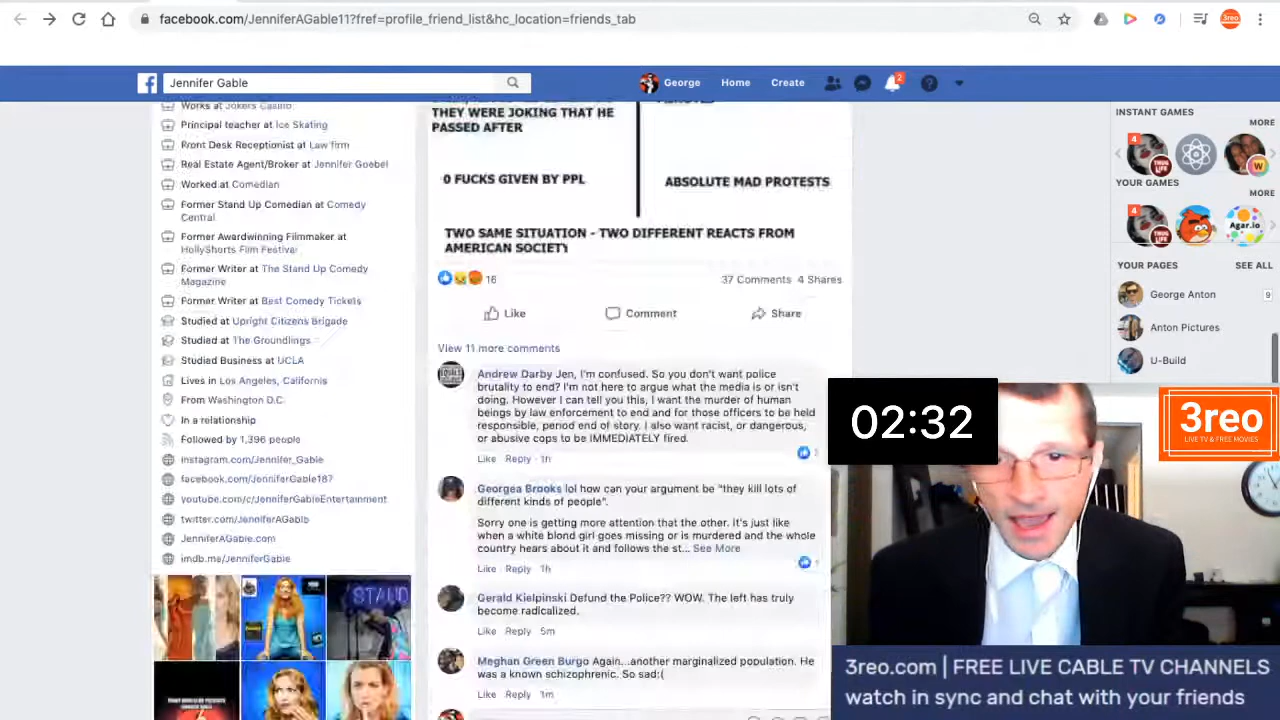 facebook.com/JenniferAGable11?fref=profile_friend_list&hc_location=friends_tab
3reo
Jennifer Gable
George
Home
Create
2
Works at Jokers Casino
Principal teacher at Ice Skating
Front Desk Receptionist at Law firm
Real Estate Agent/Broker at Jennifer Goebel
Worked at Comedian
Former Stand Up Comedian at Comedy
Central
Former Awardwinning Filmmaker at
HollyShorts Film Festival
Former Writer at The Stand Up Comedy
Magazine
Former Writer at Best Comedy Tickets
Studied at Upright Citizens Brigade
Studied at The Groundlings
Studied Business at UCLA
Lives in Los Angeles, California
From Washington D.C.
In a relationship
Followed by 1,396 people
instagram.com/Jennifer_Gable
facebook.com/JenniferGable18?
youtube.com/c/JenniferGableEntertainment
twitter.com/JenniferAGable
JenniferAGable.com
imdb.me/JenniferGable
STAND
THEY WERE JOKING THAT HE
PASSED AFTER
0 FUCKS GIVEN BY PPL
ABSOLUTE MAD PROTESTS
TWO SAME SITUATION - TWO DIFFERENT REACTS FROM
AMERICAN SOCIETY
16
37 Comments 4 Shares
Like
Comment
Share
View 11 more comments
Andrew Darby Jen, I'm confused. So you don't want police
brutality to end? I'm not here to argue what the media is or isn't
doing. However I can tell you this, I want the murder of human
beings by law enforcement to end and for those officers to be held
responsible, period end of story. I also want racist, or dangerous,
or abusive cops to be IMMEDIATELY fired.
Like Reply 1h
Georgea Brooks lol how can your argument be "they kill lots of
different kinds of people".
Sorry one is getting more attention that the other. It's just like
when a white blond girl goes missing or is murdered and the whole
country hears about it and follows the st... See More
Like Reply 1h
Gerald Kielpinski Defund the Police?? WOW. The left has truly
become radicalized.
Like Reply 5m
Meghan Green Burgo Again...another marginalized population. He
was a known schizophrenic. So sad:(
Like Reply 1m
INSTANT GAMES
MORE
4
THUG LIFE
W
YOUR GAMES
MORE
4
THUG LIFE
Agar.io
YOUR PAGES
SEE ALL
George Anton
9
Anton Pictures
U-Build
02:32
3reo
LIVE TV & FREE MOVIES
3reo.com | FREE LIVE CABLE TV CHANNELS
watch in sync and chat with your friends